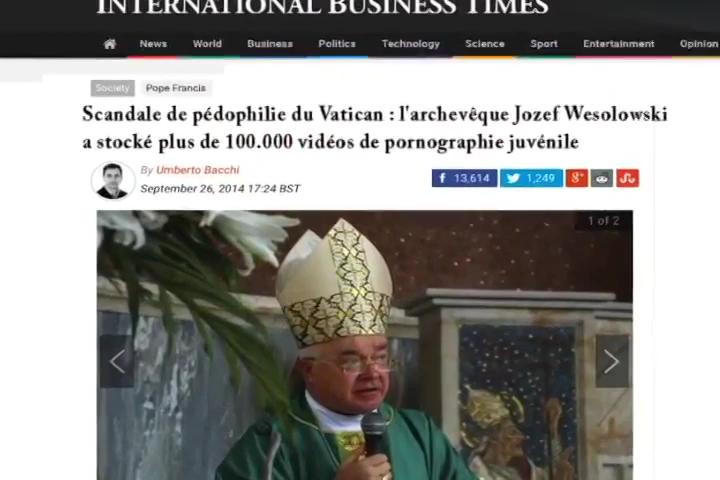 INTERNATIONAL BUSINESS TIMES
News World Business Politics Technology Science Sport Entertainment Opinion
Society Pope Francis
Scandale de pédophilie du Vatican : l'archevêque Jozef Wesolowski
a stocké plus de 100.000 vidéos de pornographie juvénile
By Umberto Bacchi
September 26, 2014 17:24 BST
13,614 1,249
1 of 2